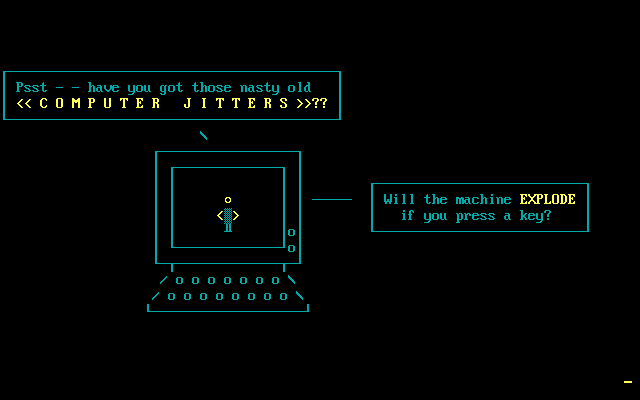 Psst - - have you got those nasty old
<< C O M P U T E R   J I T T E R S >>??
Will the machine EXPLODE
if you press a key?